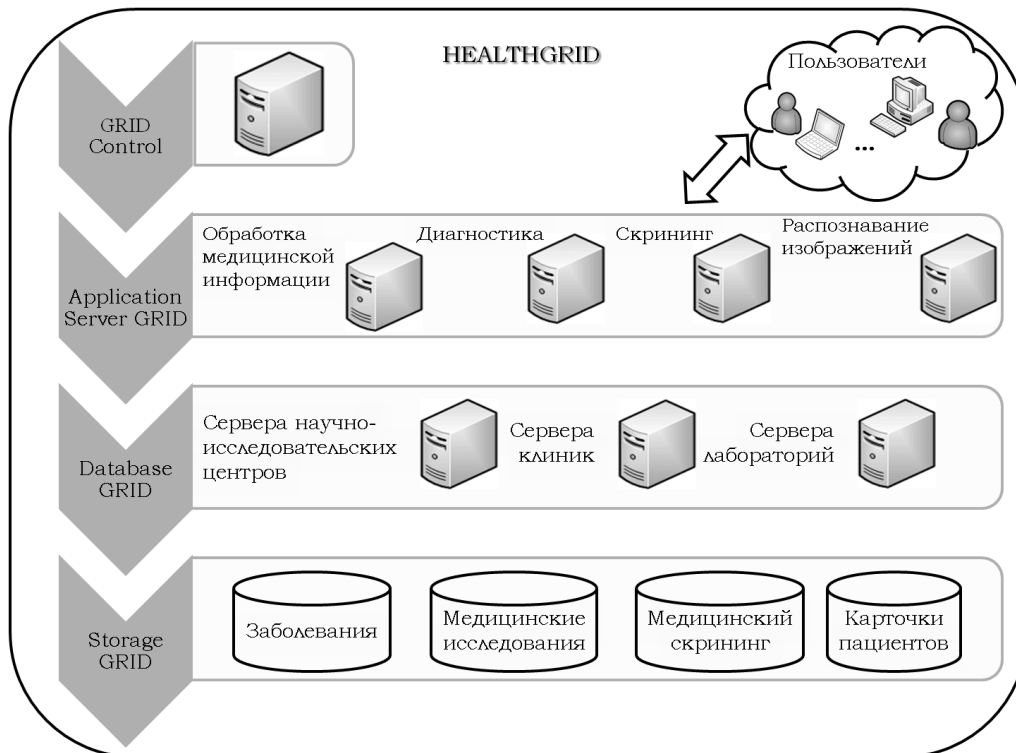 HEALTHGRID
Пользователи
...
GRID
Control
Обработка
медицинской
информации
Диагностика
Скрининг
Распознавание
изображений
Application
Server GRID
Сервера научно-
исследовательских
центров
Сервера
клиник
Сервера
лабораторий
Database
GRID
Заболевания
Медицинские
исследования
Медицинский
скрининг
Карточки
пациентов
Storage
GRID